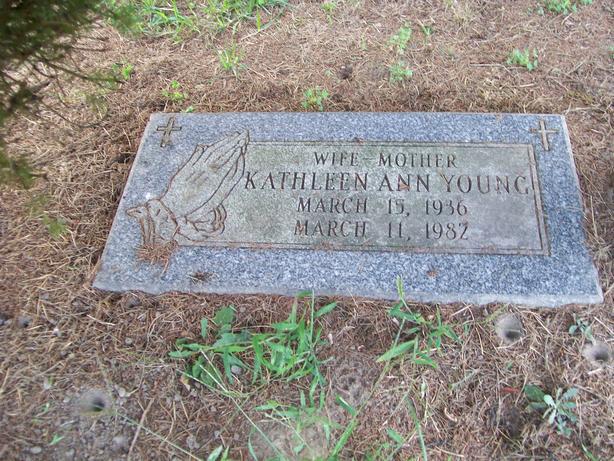 WIFE - MOTHER
KATHLEEN ANN YOUNG
MARCH 15, 1936
MARCH 11, 1982